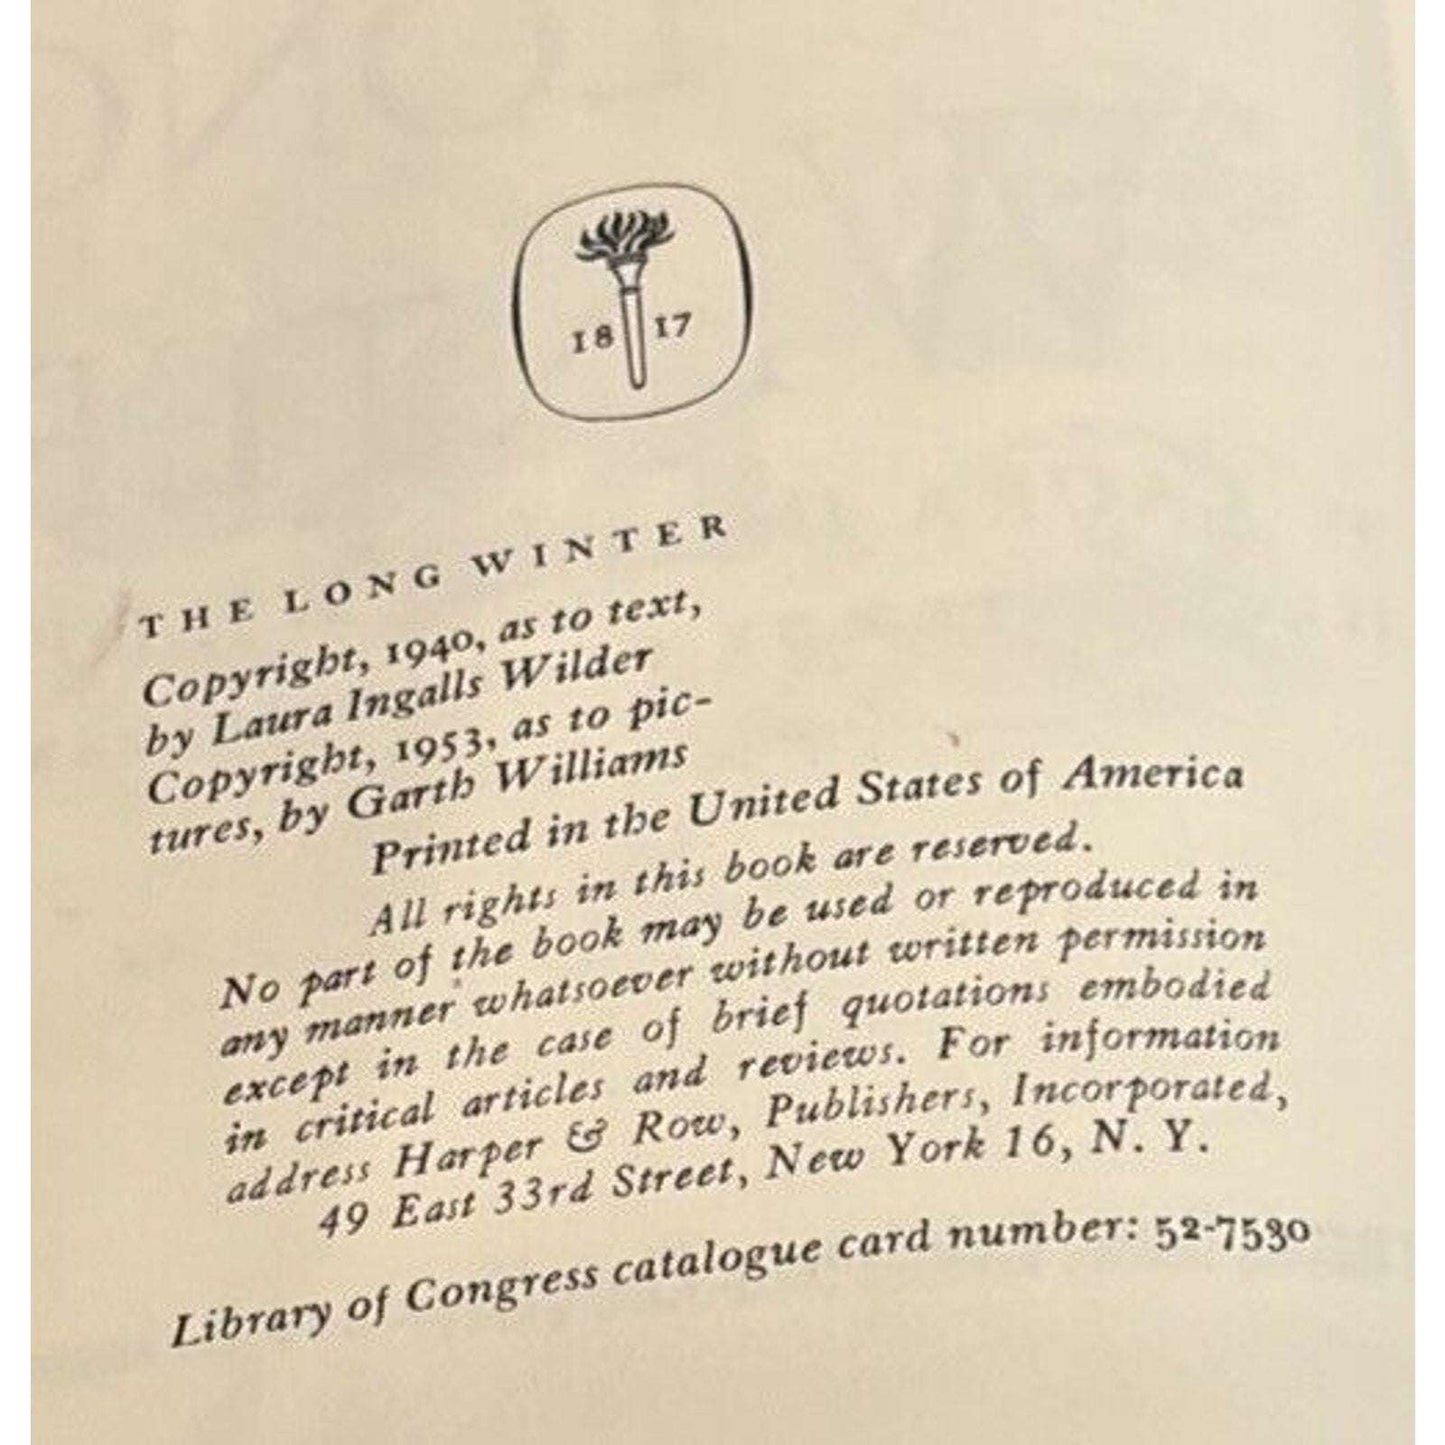 18 17
THE LONG WINTER
Copyright, 1940, as to text,
by Laura Ingalls Wilder
Copyright, 1953, as to pic-
tures, by Garth Williams
Printed in the United States of America
All rights in this book are reserved.
No part of the book may be used or reproduced in
any manner whatsoever without written permission
except in the case of brief quotations embodied
in critical articles and reviews. For information
address Harper & Row, Publishers, Incorporated,
49 East 33rd Street, New York 16, N. Y.
Library of Congress catalogue card number: 52-7530